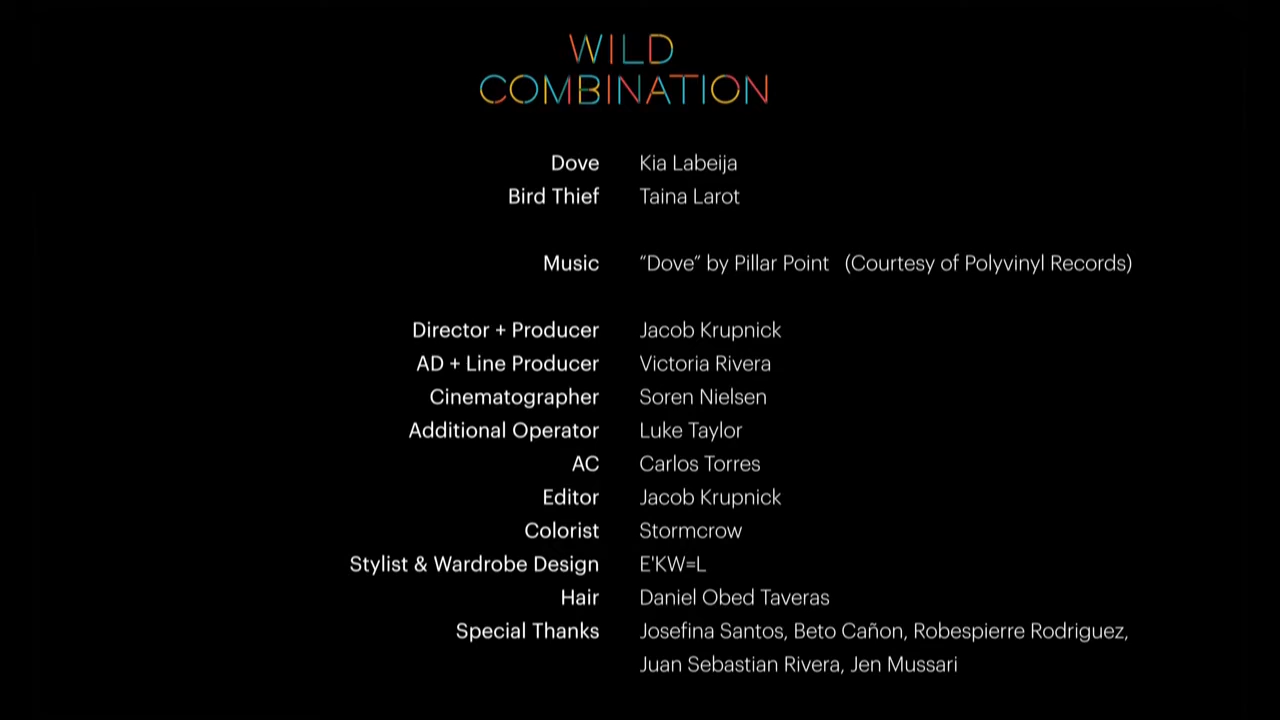 WILD
COMBINATION
Dove Kia Labeija
Bird Thief Taina Larot
Music “Dove” by Pillar Point (Courtesy of Polyvinyl Records)
Director + Producer Jacob Krupnick
AD + Line Producer Victoria Rivera
Cinematographer Soren Nielsen
Additional Operator Luke Taylor
AC Carlos Torres
Editor Jacob Krupnick
Colorist Stormcrow
Stylist & Wardrobe Design E'KW=L
Hair Daniel Obed Taveras
Special Thanks Josefina Santos, Beto Cañon, Robespierre Rodriguez,
Juan Sebastian Rivera, Jen Mussari